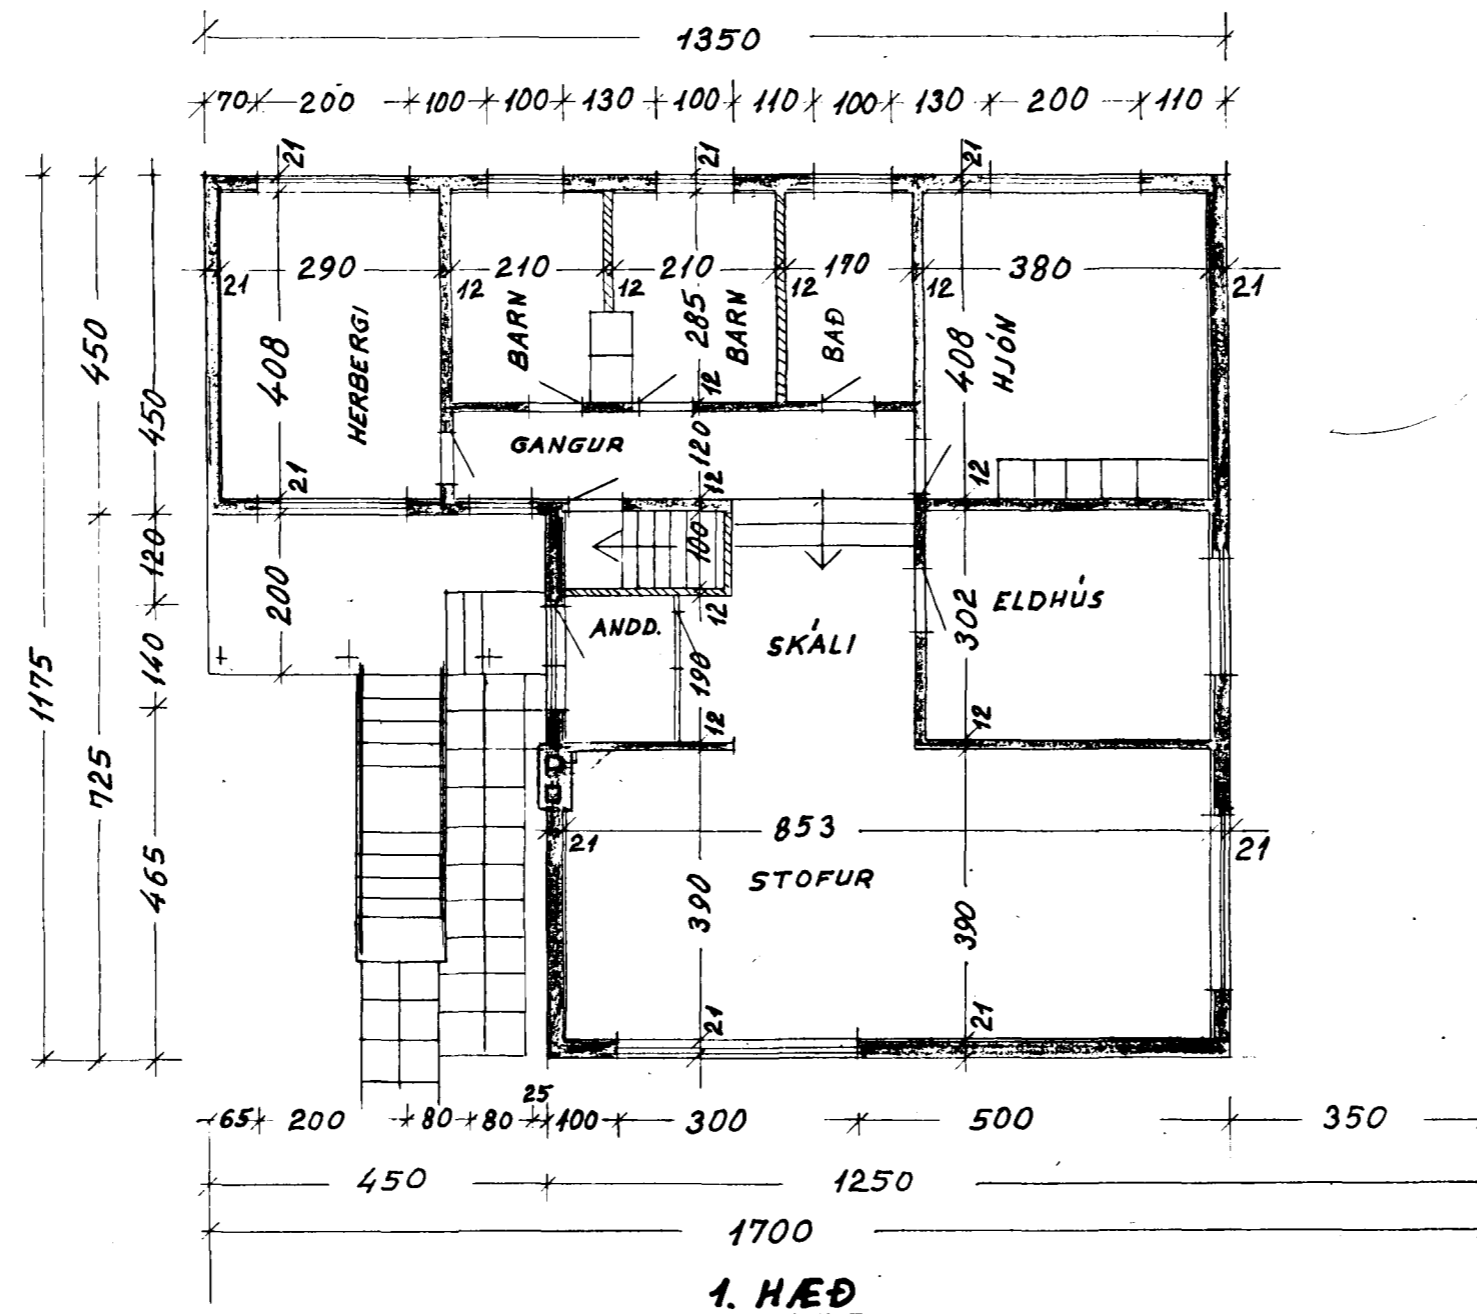 1350
70 200 100 100 130 100 110 100 130 200 110
21 21 21
290 210 210 170 380
21 12 12 12 12 21
450 450 408 HERBERGI BARN 285 BARN BAÐ 408 HJÓN
12
GANGUR 120
21 12 12
1175 725 120 200 100 302
ELDHÚS
ANDD. 12
SKÁLI
140 190
12 12
853
21 21
STOFUR
465 390 390
21 21
25
65 200 80 80 100 300 500 350
450 1250
1700
1. HÆÐ